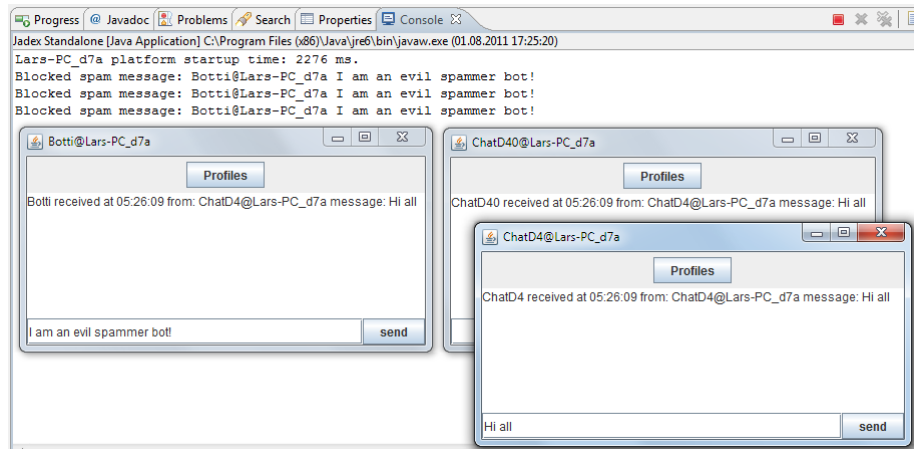 Progress @ Javadoc Problems Search Properties Console
Jadex Standalone [Java Application] C:\Program Files (x86)\Java\jre6\bin\javaw.exe (01.08.2011 17:25:20)
Lars-PC_d7a platform startup time: 2276 ms.
Blocked spam message: Botti@Lars-PC_d7a I am an evil spammer bot!
Blocked spam message: Botti@Lars-PC_d7a I am an evil spammer bot!
Blocked spam message: Botti@Lars-PC_d7a I am an evil spammer bot!
Botti@Lars-PC_d7a
Profiles
Botti received at 05:26:09 from: ChatD4@Lars-PC_d7a message: Hi all
I am an evil spammer bot! send
ChatD40@Lars-PC_d7a
Profiles
ChatD40 received at 05:26:09 from: ChatD4@Lars-PC_d7a message: Hi all
ChatD4@Lars-PC_d7a
Profiles
ChatD4 received at 05:26:09 from: ChatD4@Lars-PC_d7a message: Hi all
Hi all send